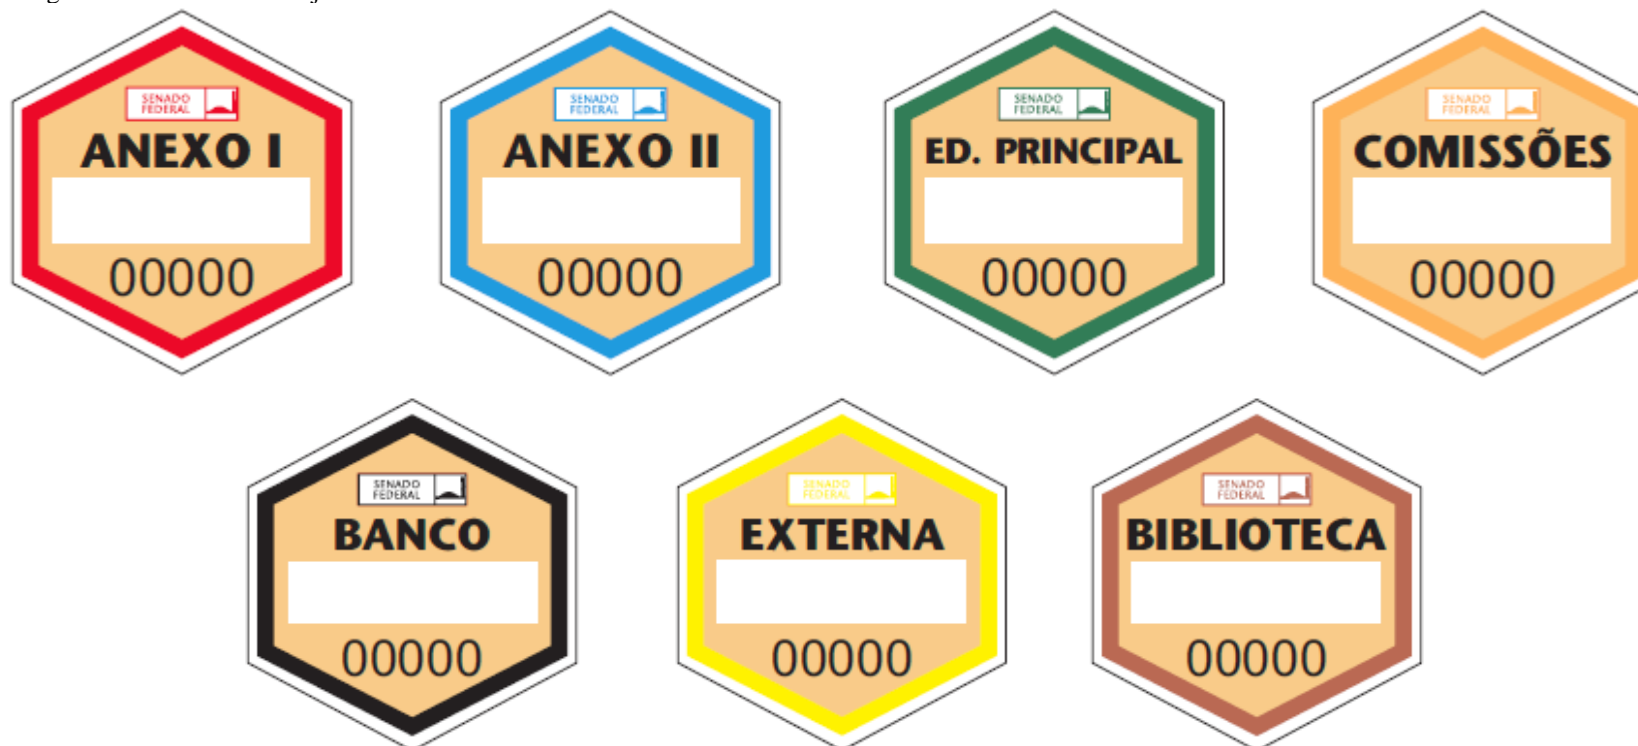 SENADO
FEDERAL
ANEXO I
00000
SENADO
FEDERAL
ANEXO II
00000
SENADO
FEDERAL
ED. PRINCIPAL
00000
SENADO
FEDERAL
COMISSÕES
00000
SENADO
FEDERAL
BANCO
00000
SENADO
FEDERAL
EXTERNA
00000
SENADO
FEDERAL
BIBLIOTECA
00000